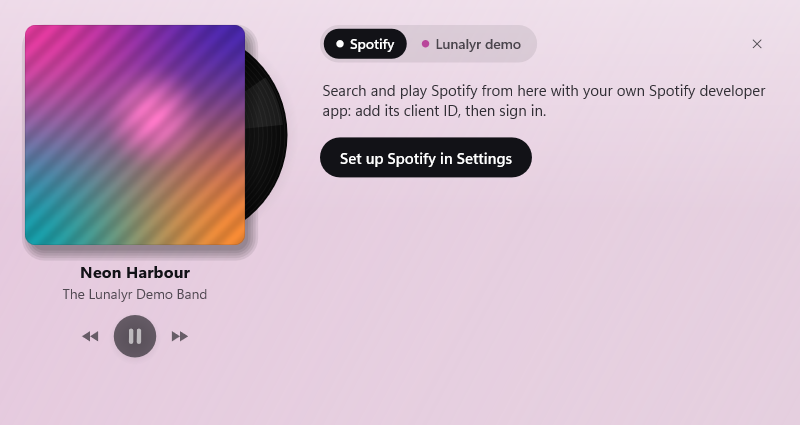 Spotify
Lunalyr demo
Search and play Spotify from here with your own Spotify developer
app: add its client ID, then sign in.
Set up Spotify in Settings
Neon Harbour
The Lunalyr Demo Band